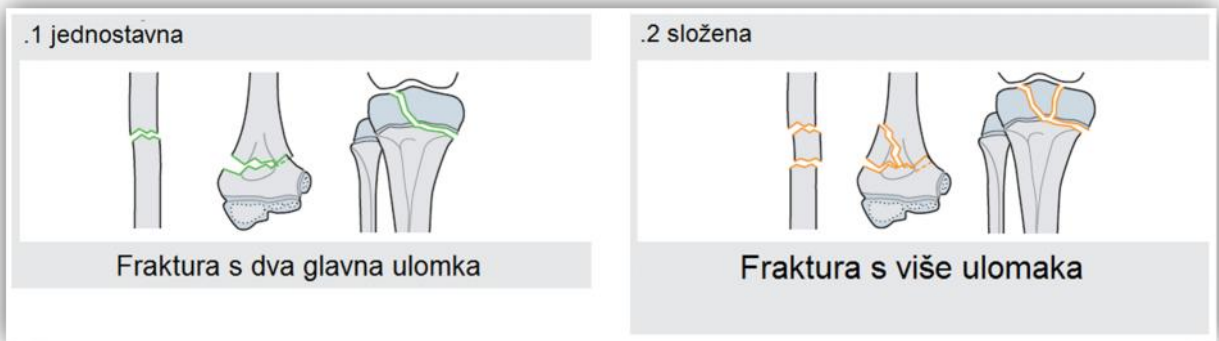 .1 jednostavna
Fraktura s dva glavna ulomka
.2 složena
Fraktura s više ulomaka